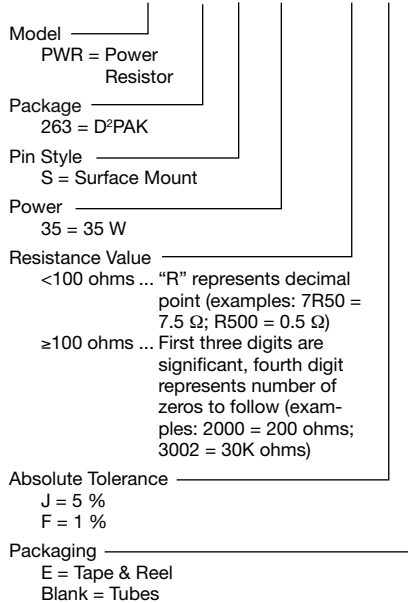 Model
PWR = Power
Resistor
Package
263 = D²PAK
Pin Style
S = Surface Mount
Power
35 = 35 W
Resistance Value
<100 ohms ... "R" represents decimal
point (examples: 7R50 =
7.5 Ω; R500 = 0.5 Ω)
≥100 ohms ... First three digits are
significant, fourth digit
represents number of
zeros to follow (exam-
ples: 2000 = 200 ohms;
3002 = 30K ohms)
Absolute Tolerance
J = 5 %
F = 1 %
Packaging
E = Tape & Reel
Blank = Tubes